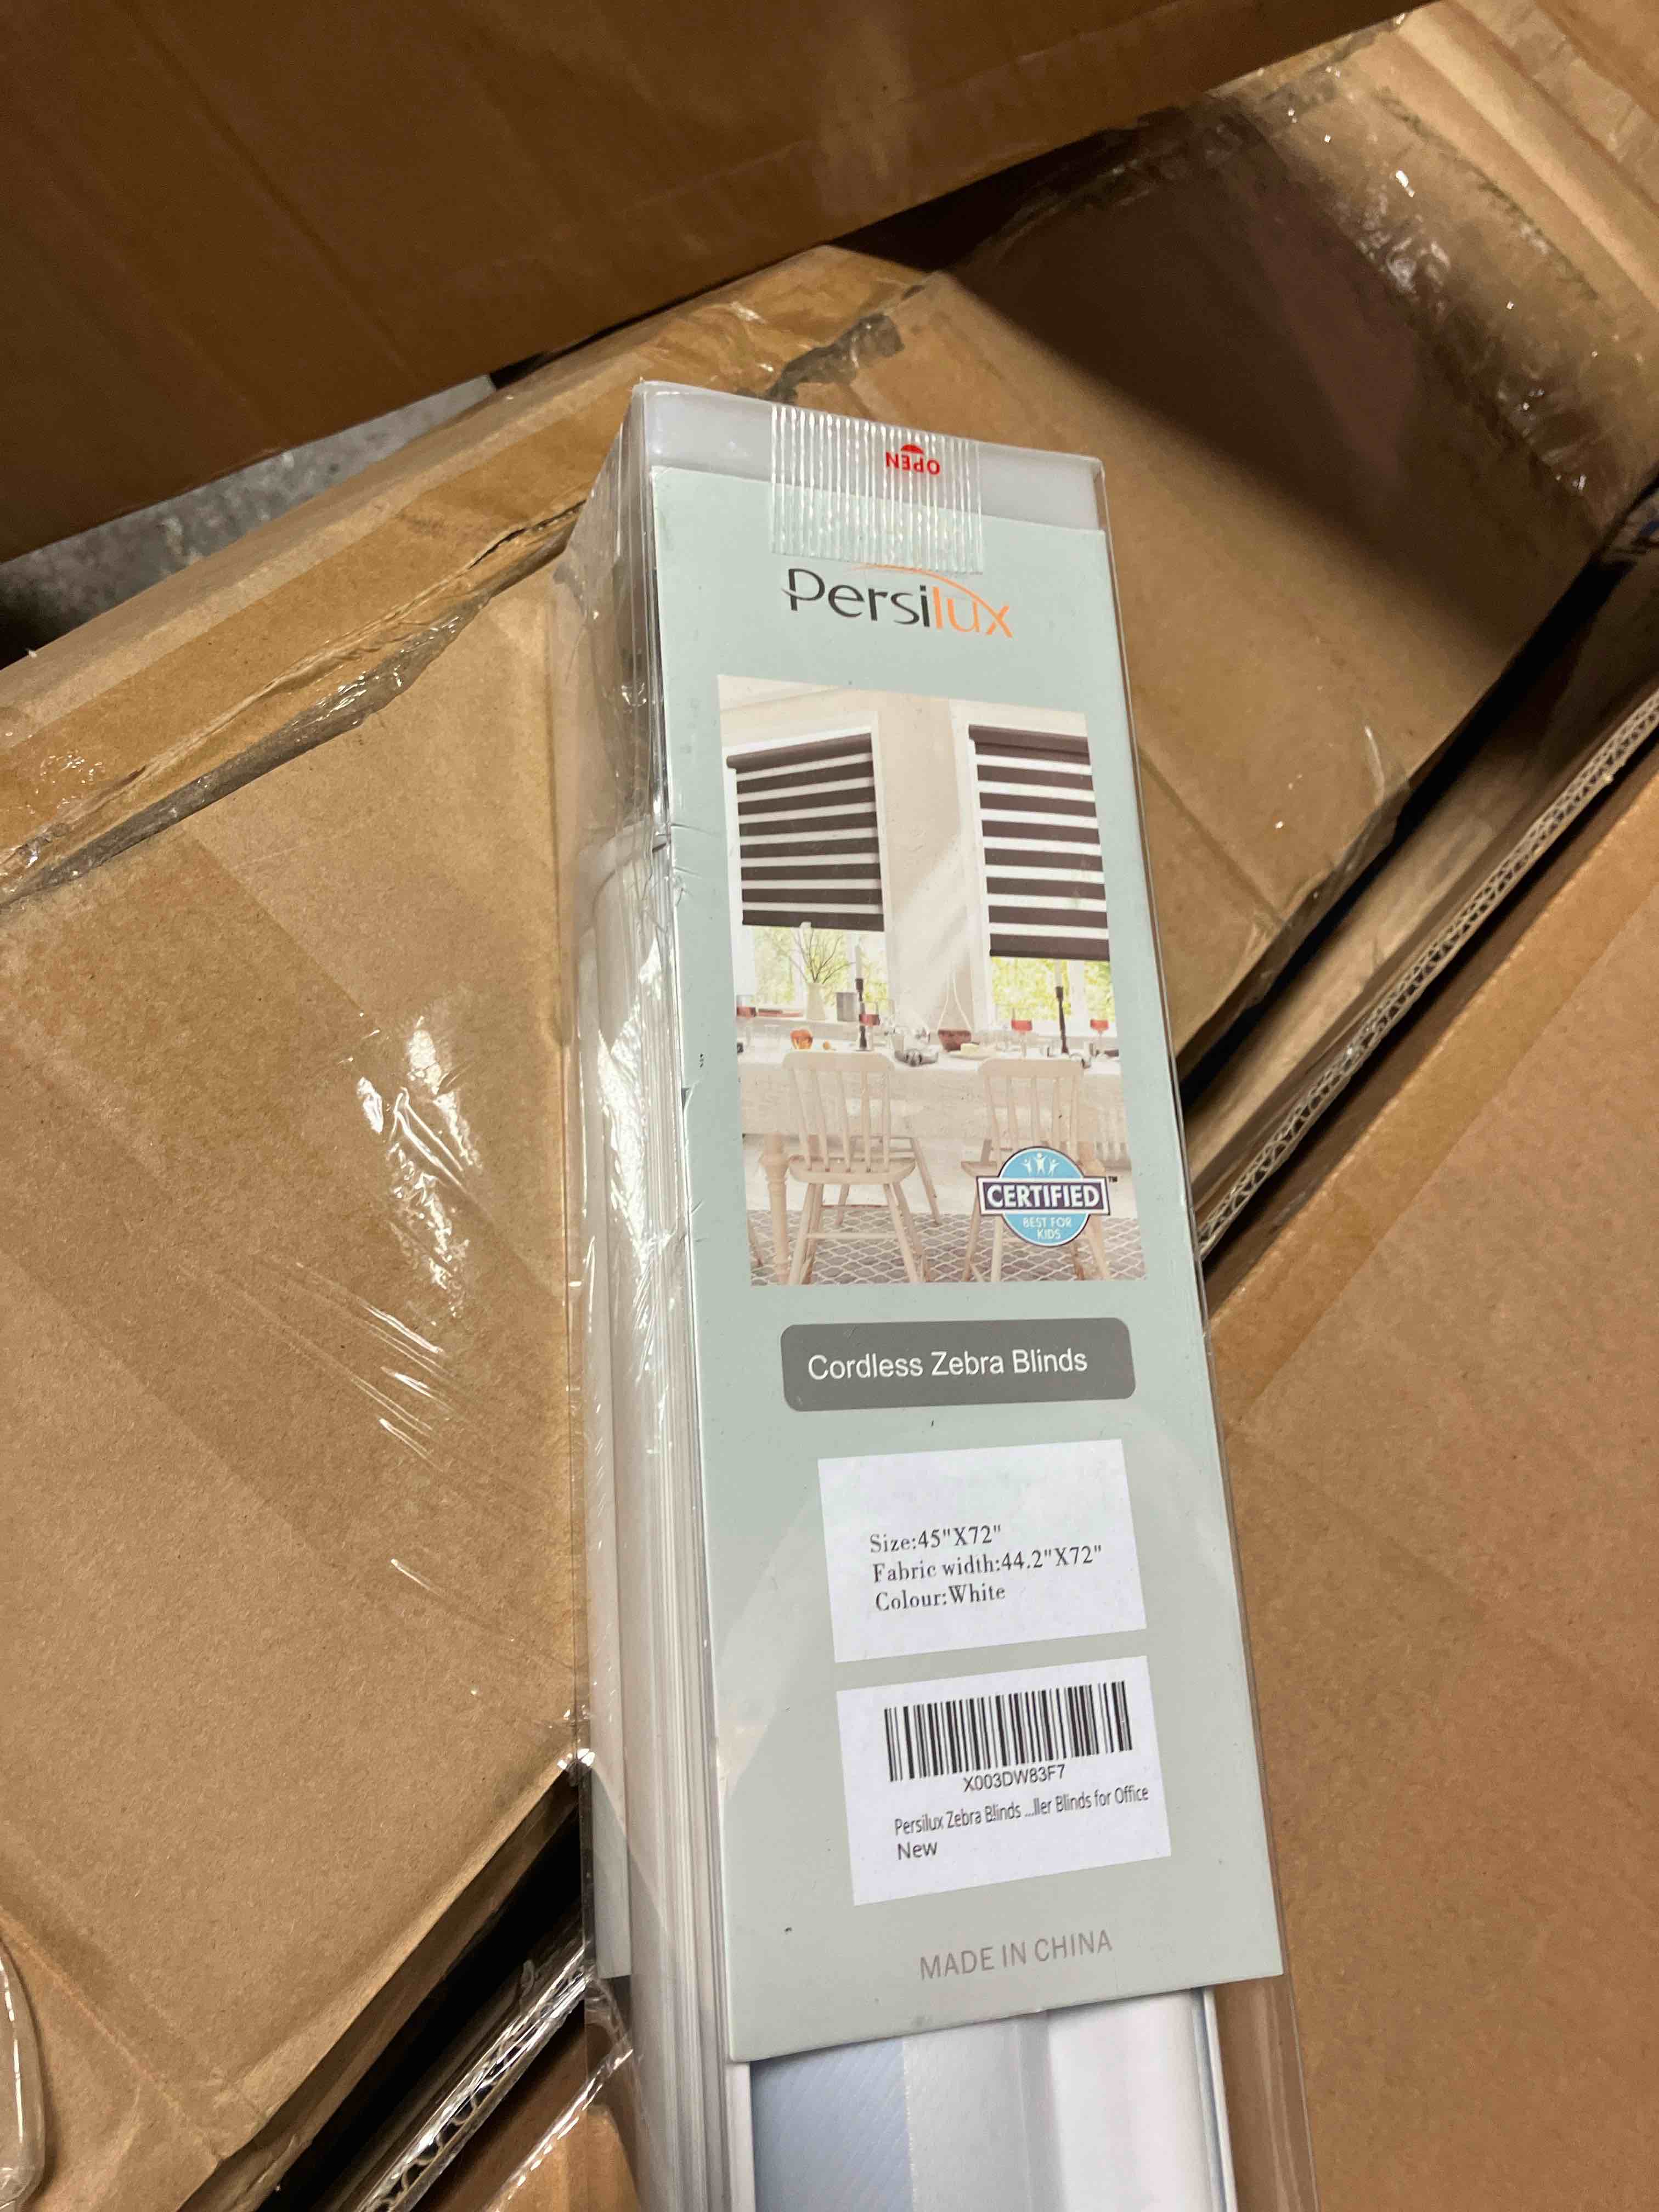 OPEN
Persilux
CERTIFIED™
BEST FOR
KIDS
Cordless Zebra Blinds
Size:45"X72"
Fabric width:44.2"X72"
Colour:White
X003DW83F7
Persilux Zebra Blinds ...ller Blinds for Office
New
MADE IN CHINA